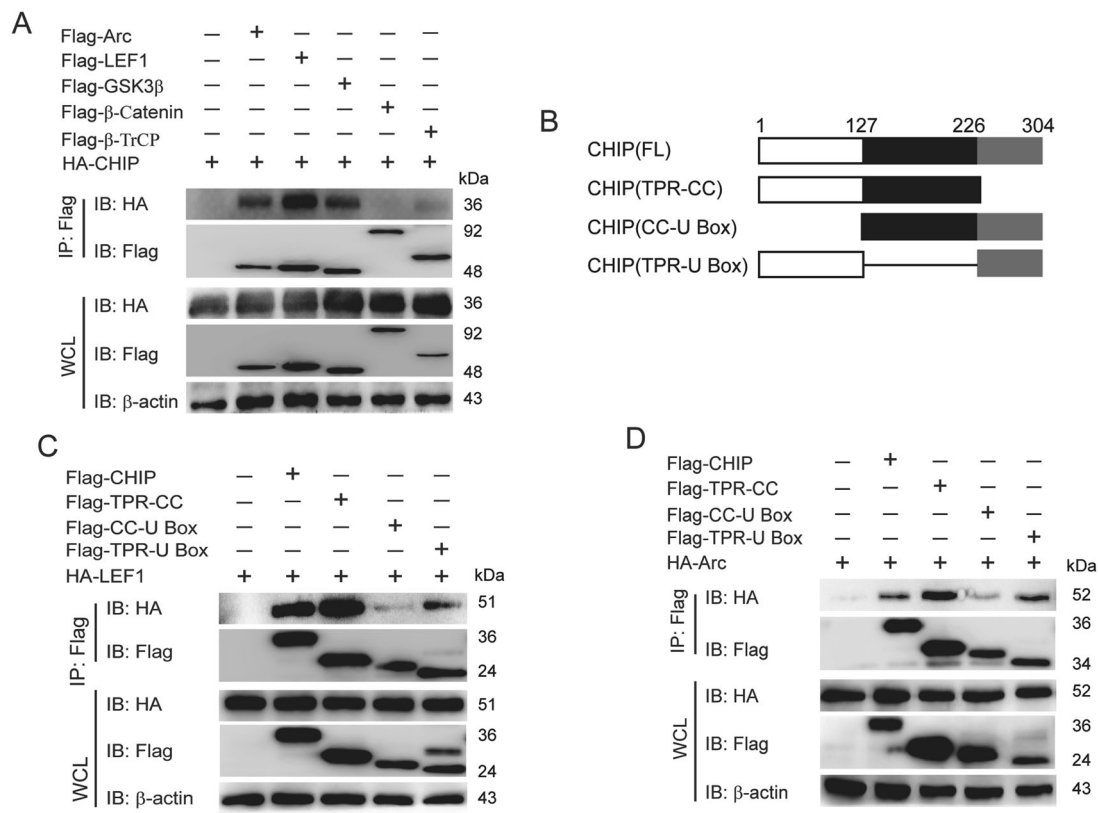 A
Flag-Arc – + – – – –
Flag-LEF1 – – + – – –
Flag-GSK3β – – – + – –
Flag-β-Catenin – – – – + –
Flag-β-TrCP – – – – – +
HA-CHIP + + + + + +
kDa
IP: Flag
IB: HA 36
IB: Flag 92
48
WCL
IB: HA 36
IB: Flag 92
48
IB: β-actin 43
B
1 127 226 304
CHIP(FL)
CHIP(TPR-CC)
CHIP(CC-U Box)
CHIP(TPR-U Box)
C
Flag-CHIP – + – – –
Flag-TPR-CC – – + – –
Flag-CC-U Box – – – + –
Flag-TPR-U Box – – – – +
HA-LEF1 + + + + +
kDa
IP: Flag
IB: HA 51
IB: Flag 36
24
WCL
IB: HA 51
IB: Flag 36
24
IB: β-actin 43
D
Flag-CHIP – + – – –
Flag-TPR-CC – – + – –
Flag-CC-U Box – – – + –
Flag-TPR-U Box – – – – +
HA-Arc + + + + +
kDa
IP: Flag
IB: HA 52
IB: Flag 36
34
WCL
IB: HA 52
IB: Flag 36
24
IB: β-actin 43